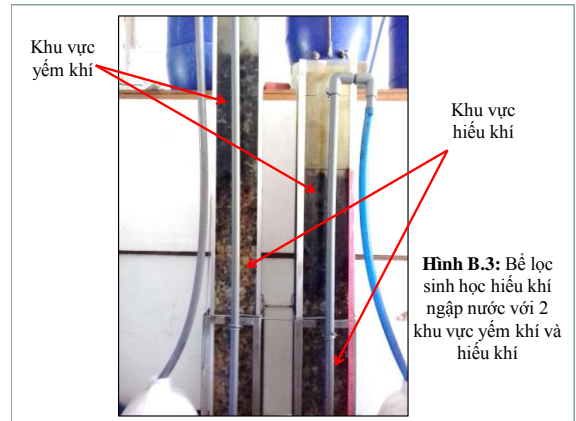 Khu vực
yếm khí
Khu vực
hiếu khí
Hình B.3: Bể lọc
sinh học hiếu khí
ngập nước với 2
khu vực yếm khí và
hiếu khí